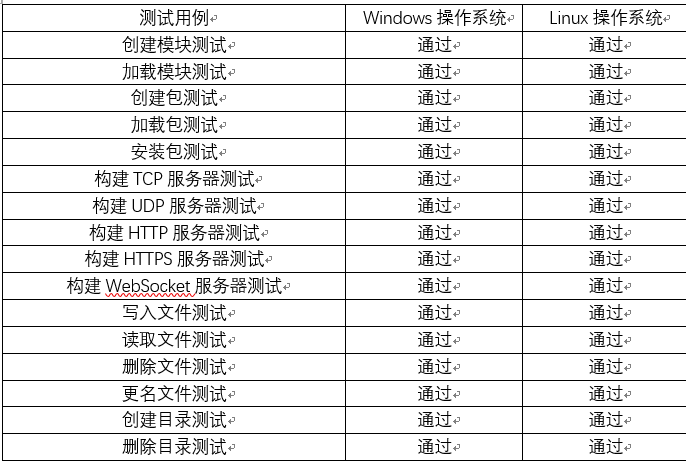 测试用例 Windows 操作系统 Linux 操作系统
创建模块测试 通过 通过
加载模块测试 通过 通过
创建包测试 通过 通过
加载包测试 通过 通过
安装包测试 通过 通过
构建 TCP 服务器测试 通过 通过
构建 UDP 服务器测试 通过 通过
构建 HTTP 服务器测试 通过 通过
构建 HTTPS 服务器测试 通过 通过
构建 WebSocket 服务器测试 通过 通过
写入文件测试 通过 通过
读取文件测试 通过 通过
删除文件测试 通过 通过
更名文件测试 通过 通过
创建目录测试 通过 通过
删除目录测试 通过 通过